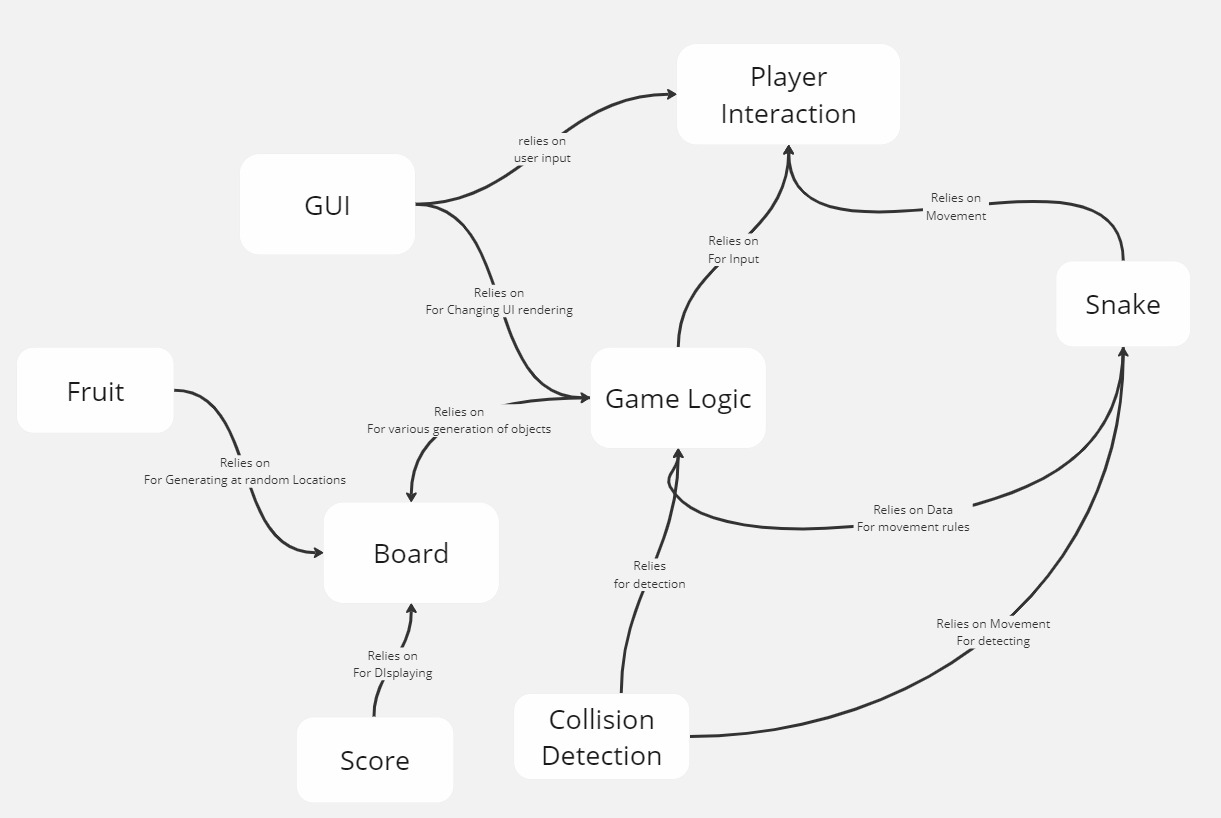 Player
Interaction
relies on
user input
GUI
Relies on
Movement
Relies on
For Input
Relies on
For Changing UI rendering
Snake
Fruit
Game Logic
Relies on
For various generation of objects
Relies on
For Generating at random Locations
Board
Relies on Data
For movement rules
Relies
for detection
Relies on Movement
For detecting
Relies on
For DIsplaying
Score
Collision
Detection